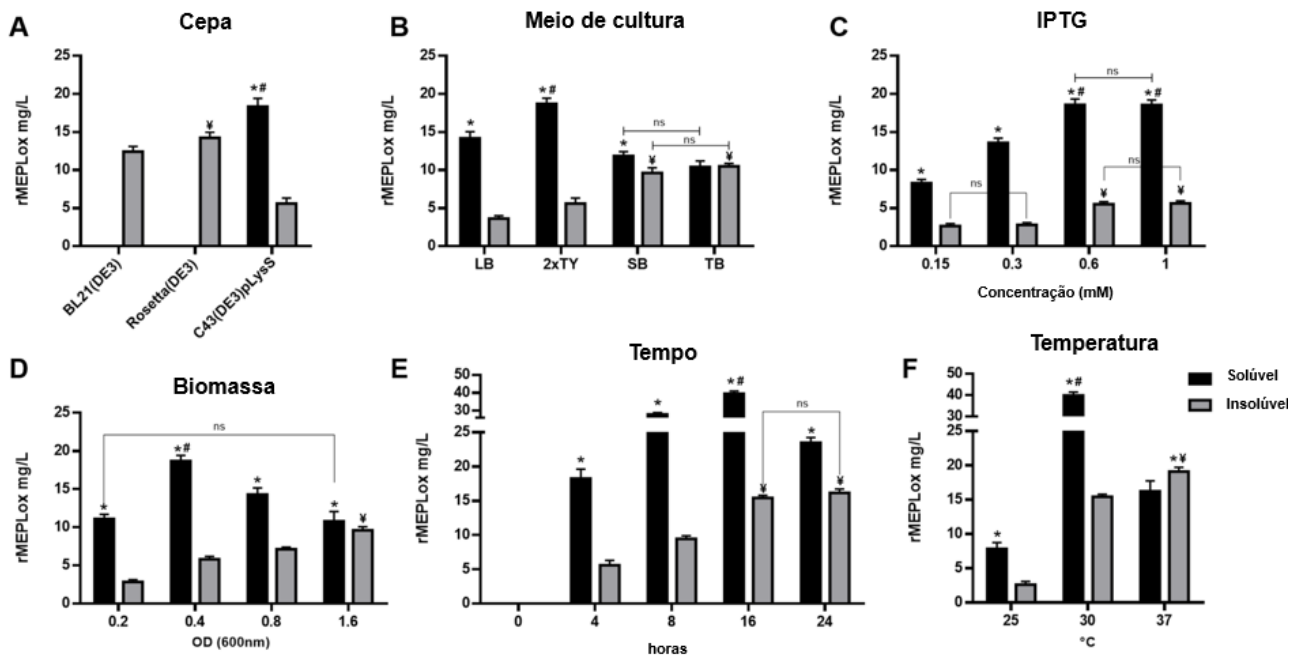 A
Cepa
rMEPLox mg/L
25
20
15
10
5
0
¥
*#
BL21(DE3)
Rosetta(DE3)
C43(DE3)pLysS
B
Meio de cultura
rMEPLox mg/L
25
20
15
10
5
0
*
*#
ns
ns
*
¥
¥
LB
2xTY
SB
TB
C
IPTG
rMEPLox mg/L
25
20
15
10
5
0
ns
*#
*#
*
*
ns
ns
¥
¥
0.15
0.3
0.6
1
Concentração (mM)
D
Biomassa
rMEPLox mg/L
25
20
15
10
5
0
ns
*
*#
*
*
¥
0.2
0.4
0.8
1.6
OD (600nm)
E
Tempo
rMEPLox mg/L
50
40
30
25
20
15
10
5
0
*
*
*#
ns
*
¥
¥
0
4
8
16
24
horas
F
Temperatura
rMEPLox mg/L
50
40
30
25
20
15
10
5
0
*
*#
*¥
25
30
37
°C
Solúvel
Insolúvel